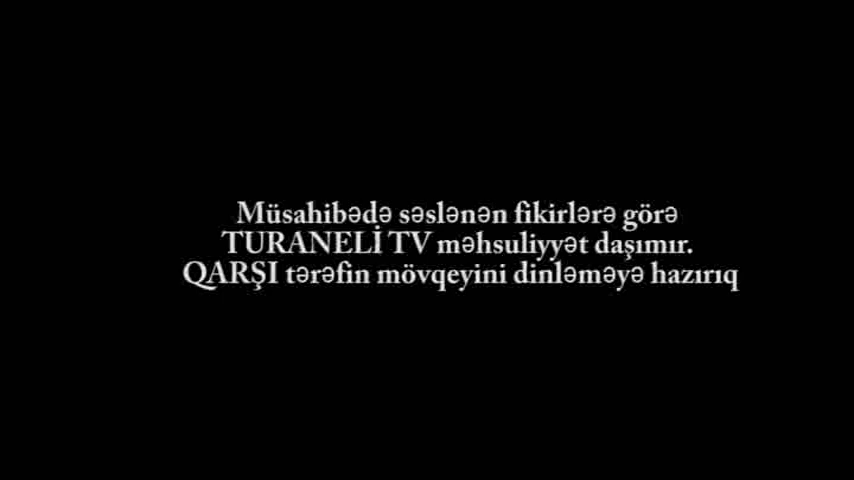 Müsahibədə səslənən fikirlərə görə
TURANELİ TV məhsuliyyət daşımır.
QARŞI tərəfin mövqeyini dinləməyə hazırıq